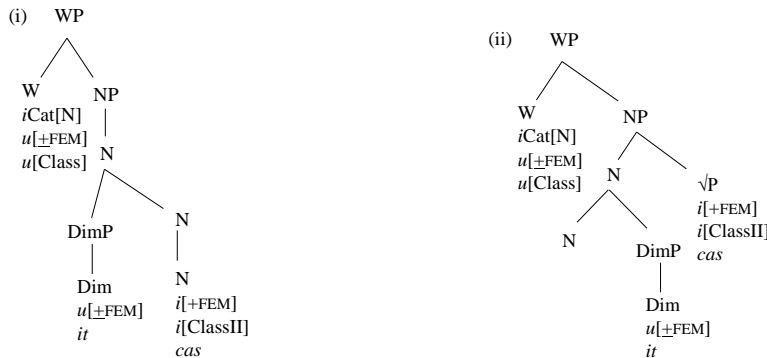 (i) WP
W NP
iCat[N]
u[±FEM]
u[Class] N
DimP N
Dim N
u[±FEM] i[+FEM]
it i[ClassII]
cas
(ii) WP
W NP
iCat[N]
u[±FEM]
u[Class] N √P
i[+FEM]
i[ClassII]
cas
N DimP
Dim
u[±FEM]
it